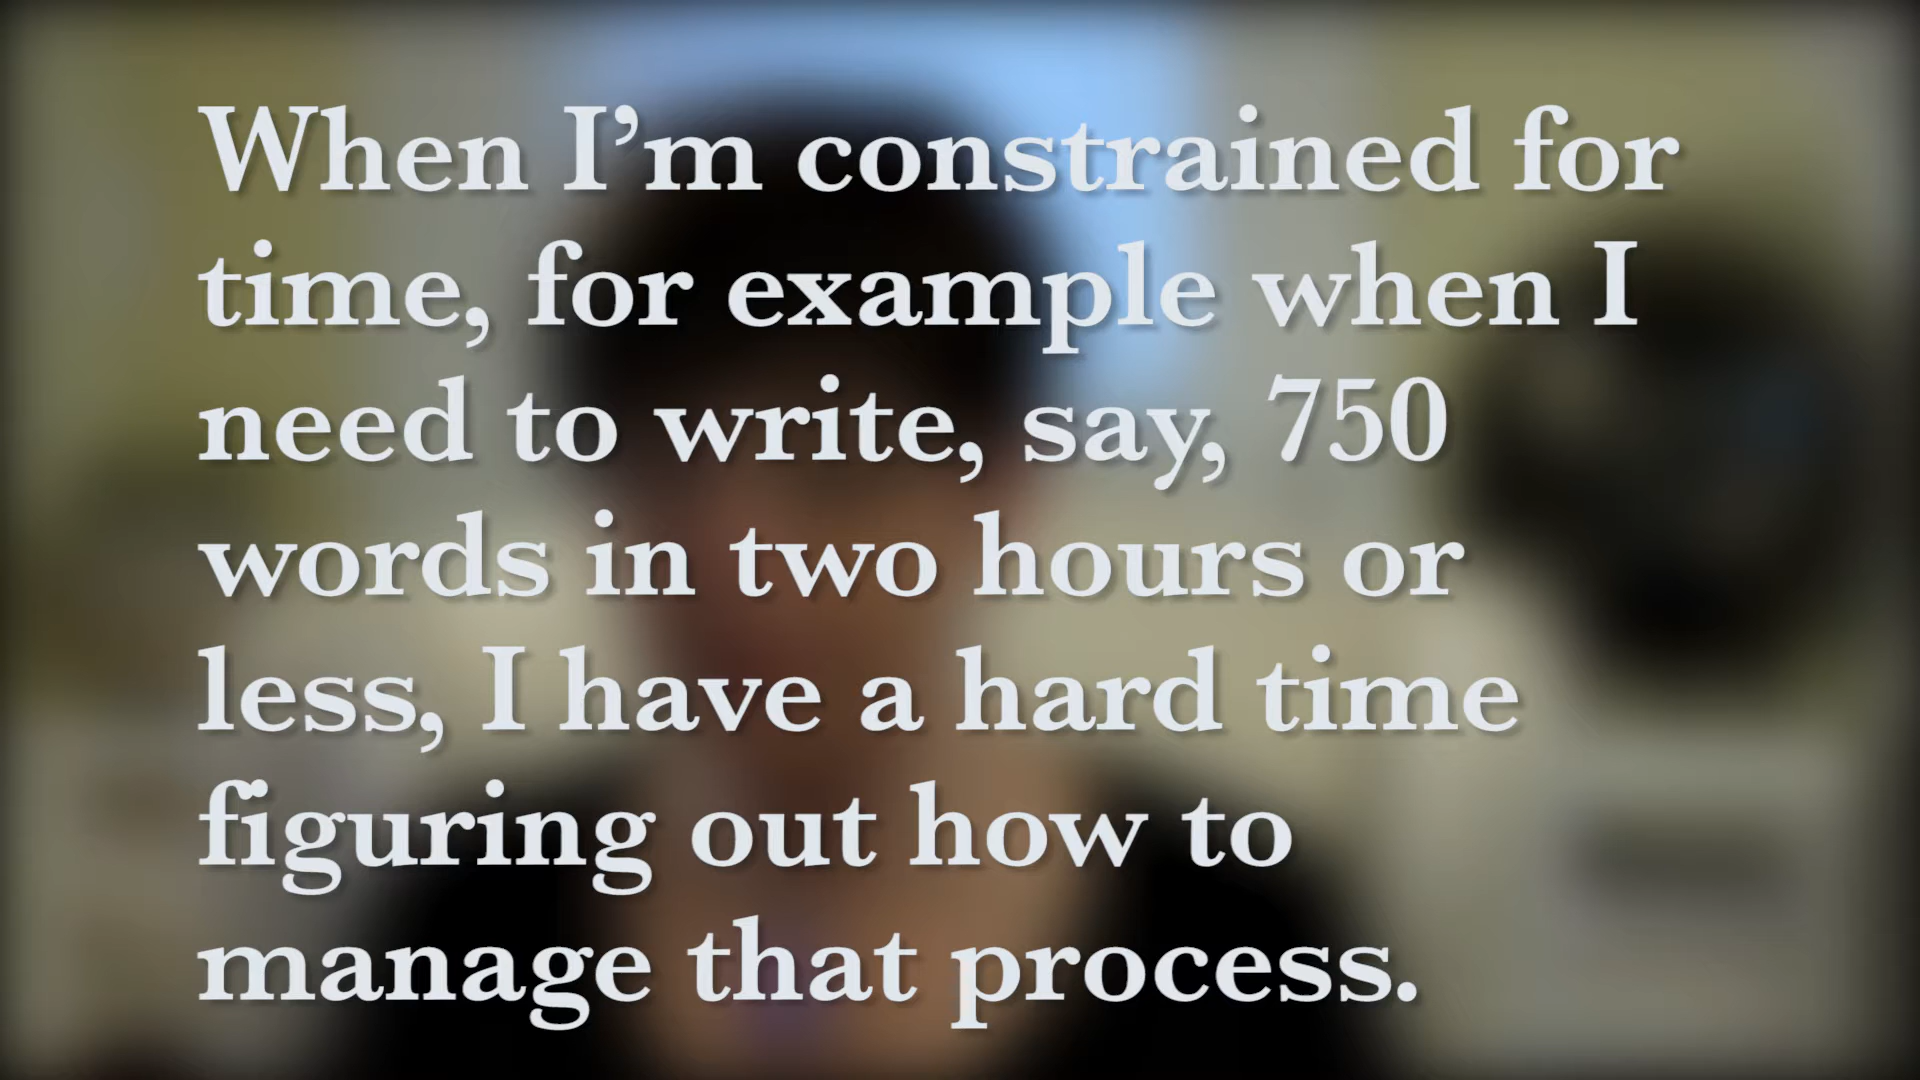 When I’m constrained for
time, for example when I
need to write, say, 750
words in two hours or
less, I have a hard time
figuring out how to
manage that process.